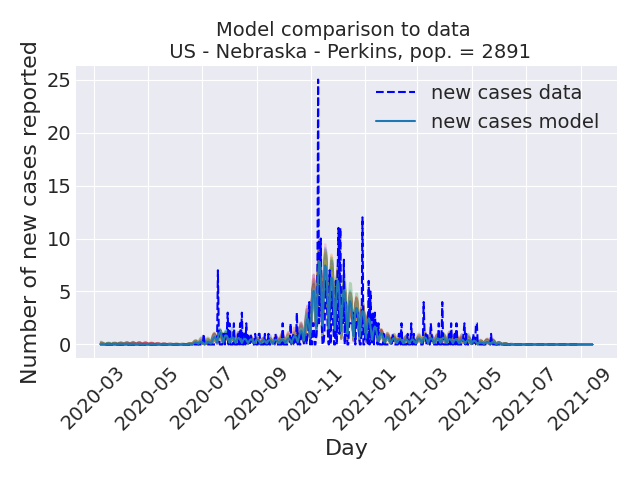 Model comparison to data
US - Nebraska - Perkins, pop. = 2891
Number of new cases reported
25
20
15
10
5
0
new cases data
new cases model
2020-03
2020-05
2020-07
2020-09
2020-11
2021-01
2021-03
2021-05
2021-07
2021-09
Day